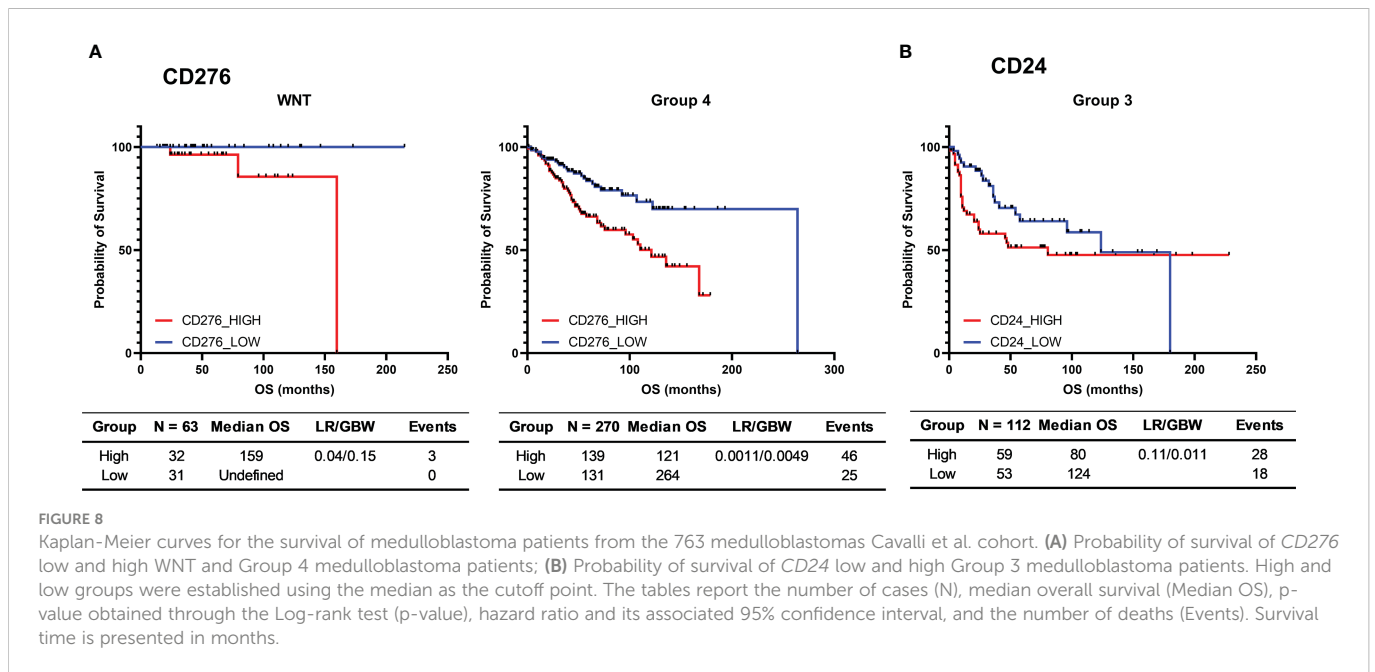 A
CD276
WNT
Probability of Survival
100
50
0
CD276_HIGH
CD276_LOW
0 50 100 150 200 250
OS (months)
Group N = 63 Median OS LR/GBW Events
High 32 159 0.04/0.15 3
Low 31 Undefined 0
Group 4
Probability of Survival
100
50
0
CD276_HIGH
CD276_LOW
0 100 200 300
OS (months)
Group N = 270 Median OS LR/GBW Events
High 139 121 0.0011/0.0049 46
Low 131 264 25
B
CD24
Group 3
Probability of Survival
100
50
0
CD24_HIGH
CD24_LOW
0 50 100 150 200 250
OS (months)
Group N = 112 Median OS LR/GBW Events
High 59 80 0.11/0.011 28
Low 53 124 18
FIGURE 8
Kaplan-Meier curves for the survival of medulloblastoma patients from the 763 medulloblastomas Cavalli et al. cohort. (A) Probability of survival of CD276
low and high WNT and Group 4 medulloblastoma patients; (B) Probability of survival of CD24 low and high Group 3 medulloblastoma patients. High and
low groups were established using the median as the cutoff point. The tables report the number of cases (N), median overall survival (Median OS), p-
value obtained through the Log-rank test (p-value), hazard ratio and its associated 95% confidence interval, and the number of deaths (Events). Survival
time is presented in months.